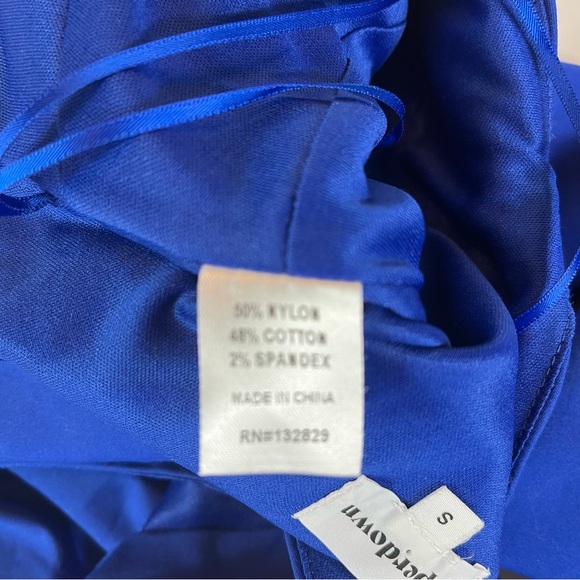 50% NYLON
48% COTTON
2% SPANDEX
MADE IN CHINA
RN#132829
S